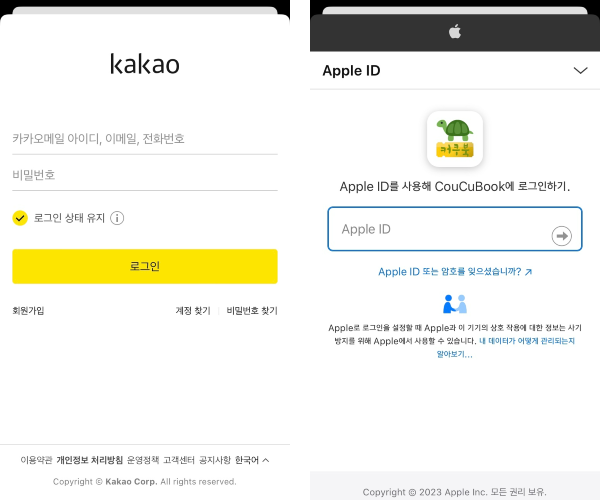 kakao
카카오메일 아이디, 이메일, 전화번호
비밀번호
로그인 상태 유지
로그인
회원가입 계정 찾기 비밀번호 찾기
이용약관 개인정보 처리방침 운영정책 고객센터 공지사항 한국어
Copyright © Kakao Corp. All rights reserved.
Apple ID
커쿠북
Apple ID를 사용해 CouCuBook에 로그인하기.
Apple ID
Apple ID 또는 암호를 잊으셨습니까?
Apple로 로그인을 설정할 때 Apple과 이 기기의 상호 작용에 대한 정보는 사기
방지를 위해 Apple에서 사용할 수 있습니다. 내 데이터가 어떻게 관리되는지
알아보기...
Copyright © 2023 Apple Inc. 모든 권리 보유.